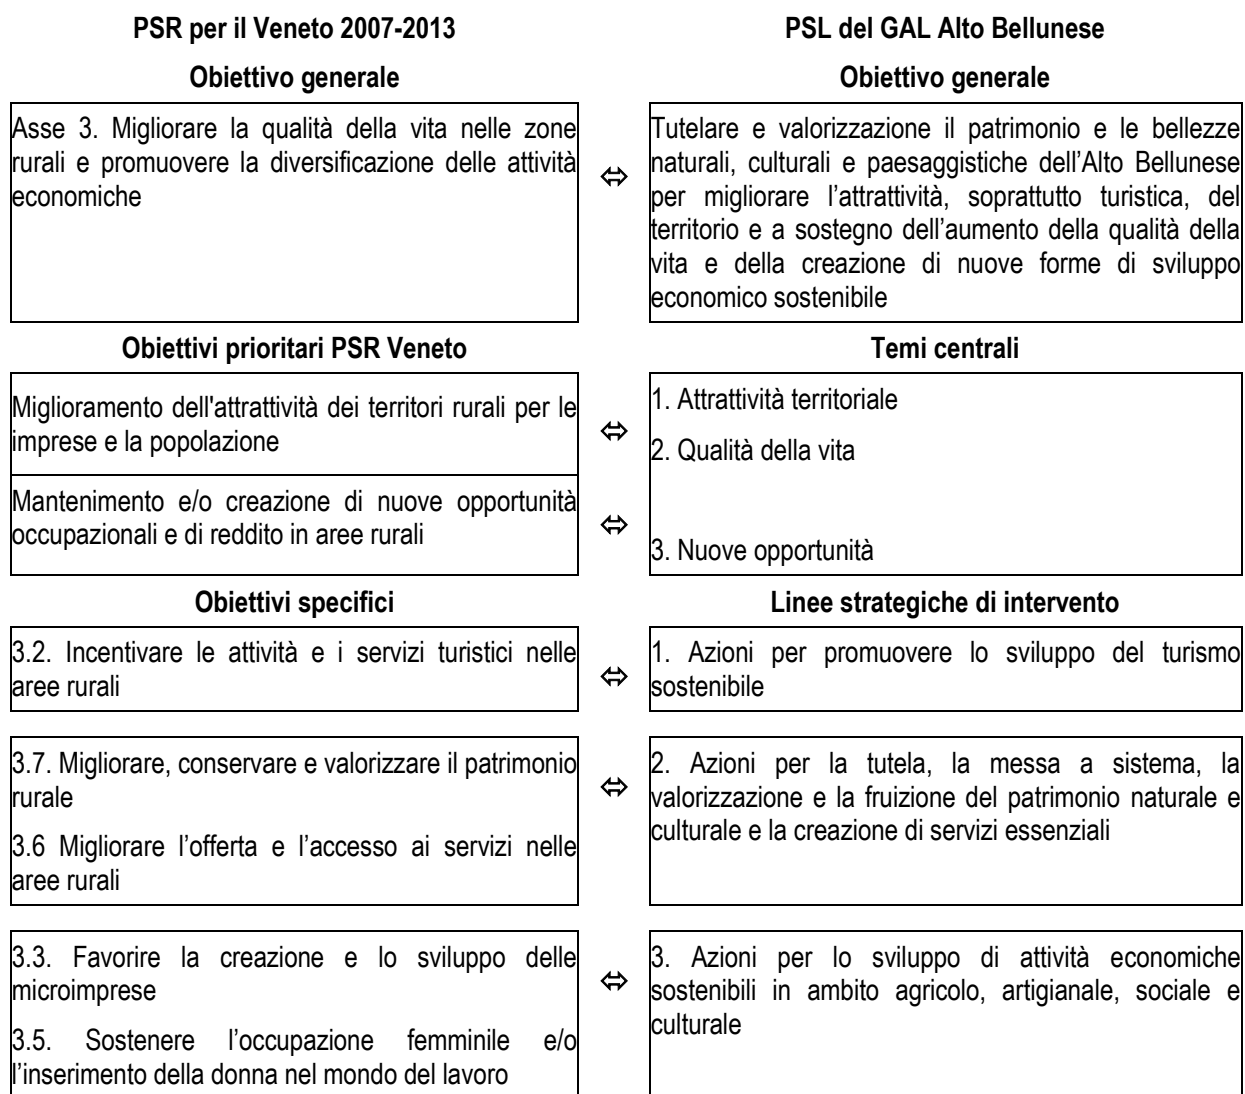 PSR per il Veneto 2007-2013
PSL del GAL Alto Bellunese
Obiettivo generale
Obiettivo generale
Asse 3. Migliorare la qualità della vita nelle zone
rurali e promuovere la diversificazione delle attività
economiche
⇔
Tutelare e valorizzazione il patrimonio e le bellezze
naturali, culturali e paesaggistiche dell’Alto Bellunese
per migliorare l’attrattività, soprattutto turistica, del
territorio e a sostegno dell’aumento della qualità della
vita e della creazione di nuove forme di sviluppo
economico sostenibile
Obiettivi prioritari PSR Veneto
Temi centrali
Miglioramento dell'attrattività dei territori rurali per le
imprese e la popolazione
⇔
1. Attrattività territoriale
2. Qualità della vita
Mantenimento e/o creazione di nuove opportunità
occupazionali e di reddito in aree rurali
⇔
3. Nuove opportunità
Obiettivi specifici
Linee strategiche di intervento
3.2. Incentivare le attività e i servizi turistici nelle
aree rurali
⇔
1. Azioni per promuovere lo sviluppo del turismo
sostenibile
3.7. Migliorare, conservare e valorizzare il patrimonio
rurale
3.6 Migliorare l’offerta e l’accesso ai servizi nelle
aree rurali
⇔
2. Azioni per la tutela, la messa a sistema, la
valorizzazione e la fruizione del patrimonio naturale e
culturale e la creazione di servizi essenziali
3.3. Favorire la creazione e lo sviluppo delle
microimprese
3.5. Sostenere l’occupazione femminile e/o
l’inserimento della donna nel mondo del lavoro
⇔
3. Azioni per lo sviluppo di attività economiche
sostenibili in ambito agricolo, artigianale, sociale e
culturale